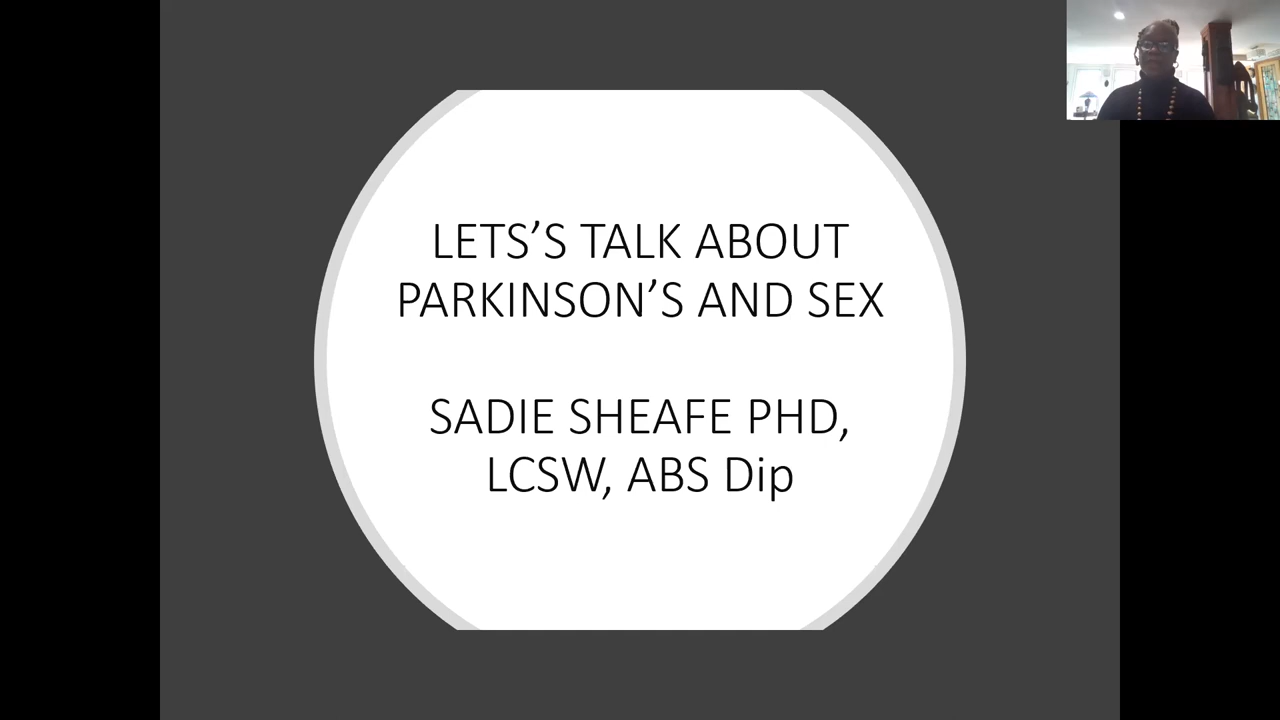 LETS’S TALK ABOUT
PARKINSON’S AND SEX
SADIE SHEAFE PHD,
LCSW, ABS Dip